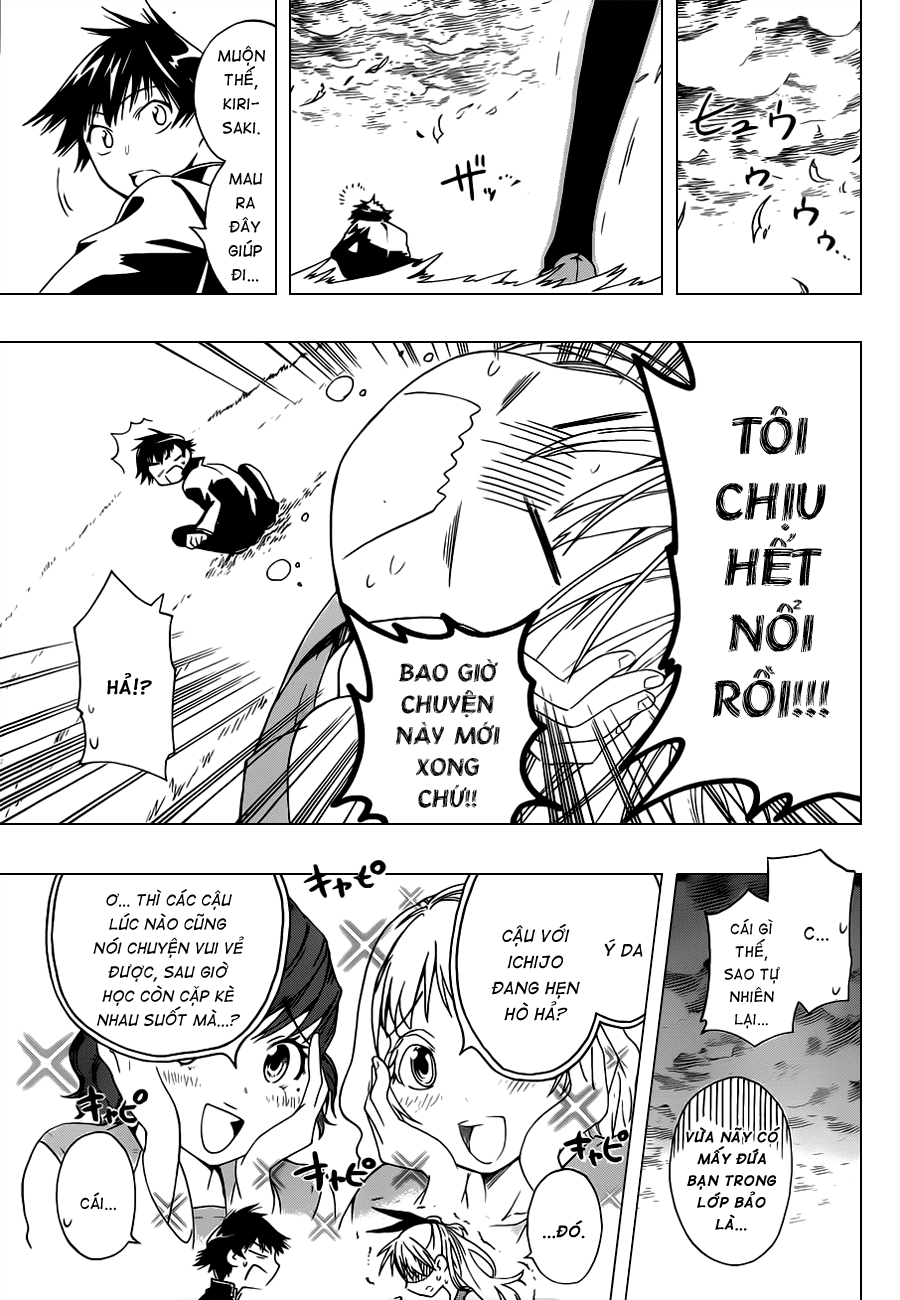 ヒュウ
ゥ
ゥ
ザッ
MUỘN
THẾ,
KIRI-
SAKI.
MAU
RA
ĐÂY
GIÚP
ĐI...
TÔI
CHỊU
HẾT
NỔI
RỒI!!!
BAO GIỜ
CHUYỆN
NÀY MỚI
XONG
CHỨ!!
HẢ!?
C...
CÁI GÌ
THẾ,
SAO TỰ
NHIÊN
LẠI...
VỪA NÃY CÓ
MẤY ĐỨA
BẠN TRONG
LỚP BẢO
LÀ...
Ý DA
CẬU VỚI
ICHIJO
ĐANG HẸN
HÒ HẢ?
キャピ
Ơ... THÌ CÁC CẬU
LÚC NÀO CŨNG
NÓI CHUYỆN VUI VẺ
ĐƯỢC, SAU GIỜ
HỌC CÒN CẶP KÈ
NHAU SUỐT MÀ...?
キャピ
キャピ
キャピ
...ĐÓ.
CÁI...